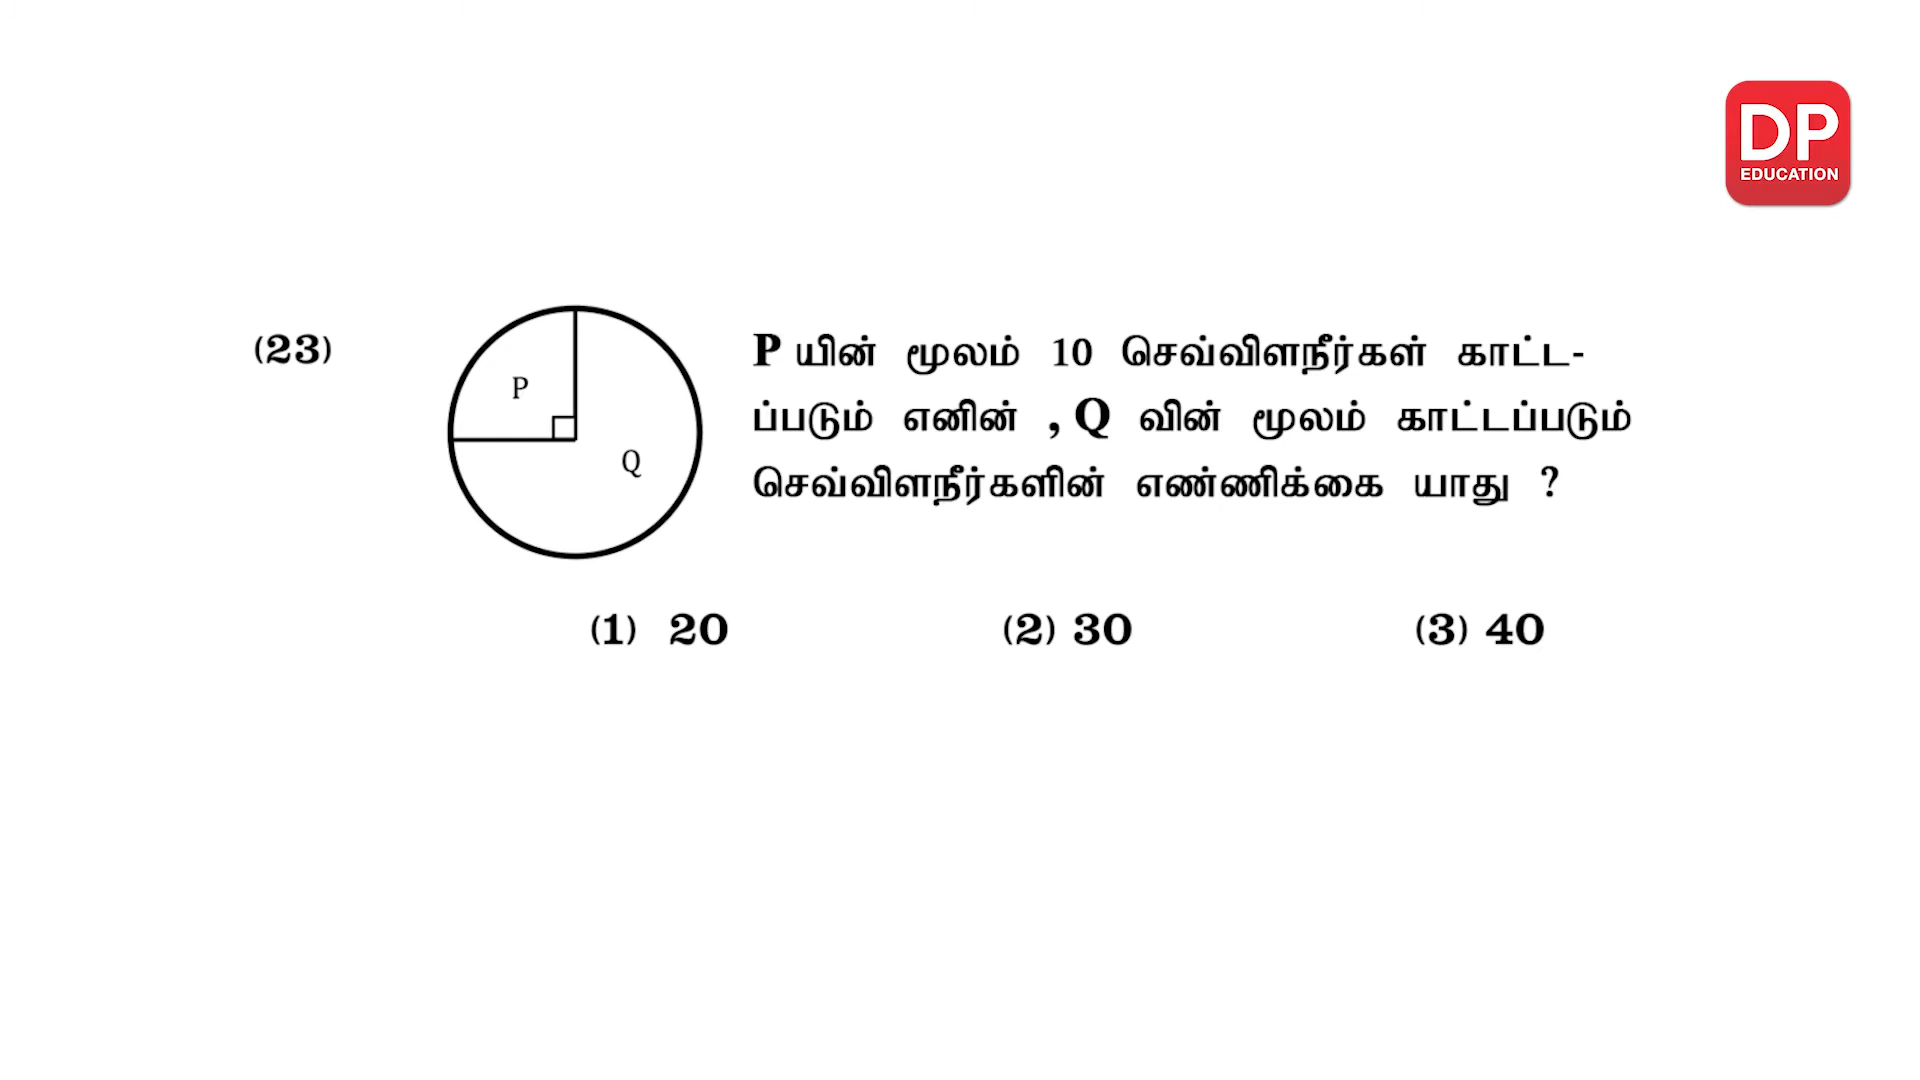 DP
EDUCATION
(23)
P
Q
P யின் மூலம் 10 செவ்விளநீர்கள் காட்ட-
ப்படும் எனின் , Q வின் மூலம் காட்டப்படும்
செவ்விளநீர்களின் எண்ணிக்கை யாது ?
(1) 20 (2) 30 (3) 40